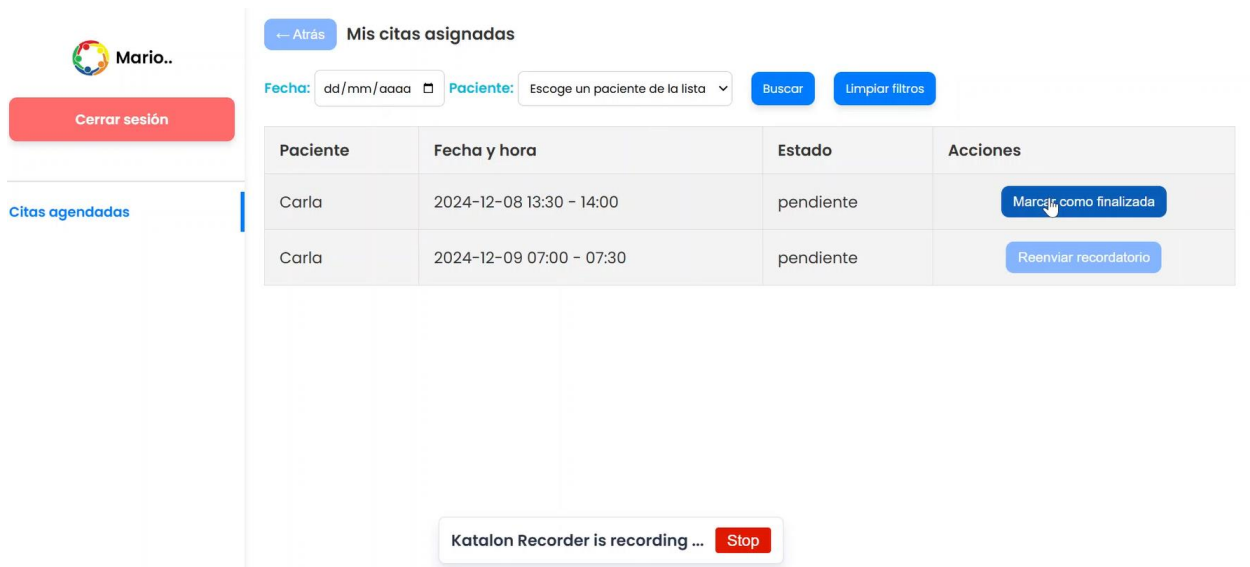 Mario..
Cerrar sesión
Citas agendadas
← Atrás Mis citas asignadas
Fecha: dd/mm/aaaa Paciente: Escoge un paciente de la lista Buscar Limpiar filtros
Paciente Fecha y hora Estado Acciones
Carla 2024-12-08 13:30 - 14:00 pendiente Marcar como finalizada
Carla 2024-12-09 07:00 - 07:30 pendiente Reenviar recordatorio
Katalon Recorder is recording ... Stop